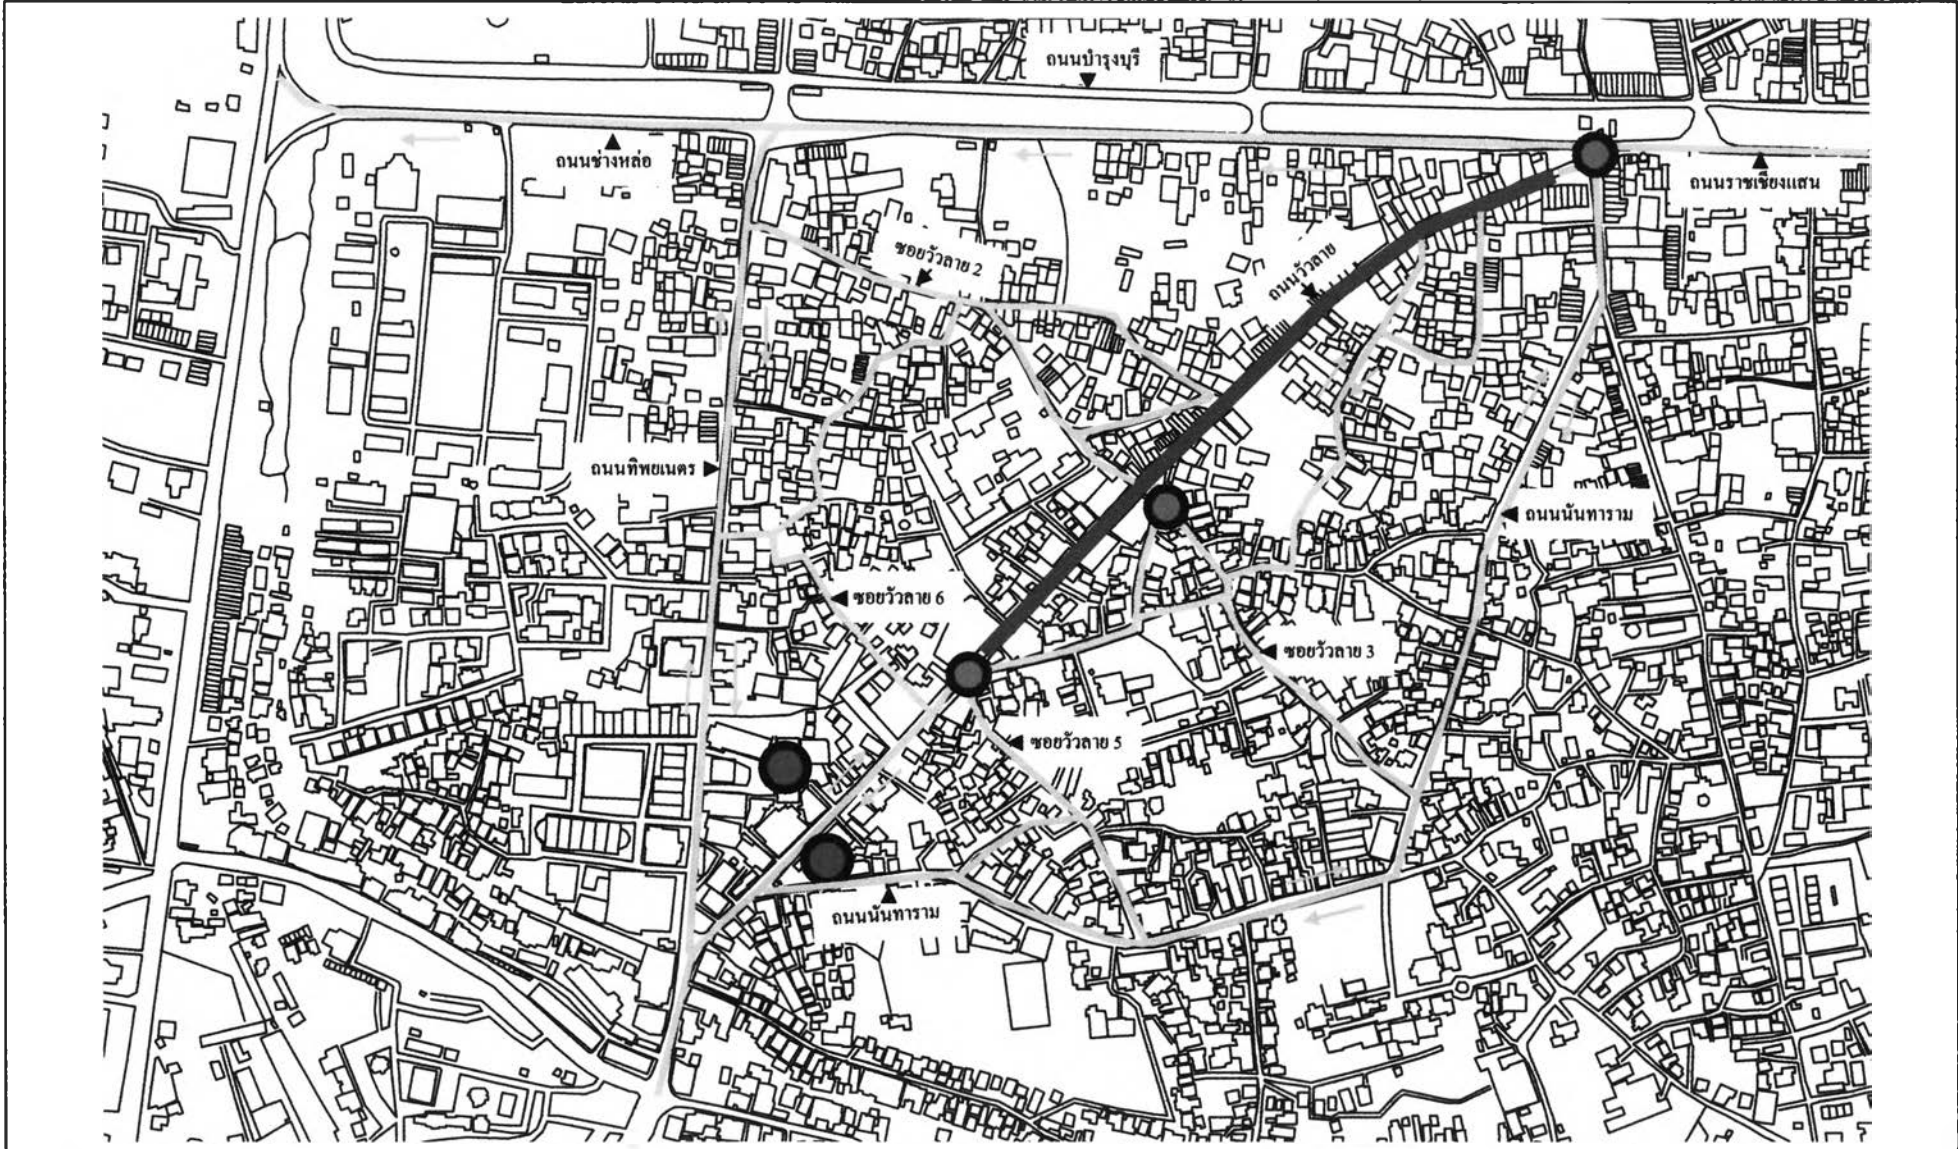 ถนนบำรุงบุรี
ถนนช่างหล่อ
ถนนราชเชียงแสน
ซอยวัวลาย 2
ถนนวัวลาย
ถนนทิพยเนตร
ถนนนันทาราม
ซอยวัวลาย 6
ซอยวัวลาย 3
ซอยวัวลาย 5
ถนนนันทาราม